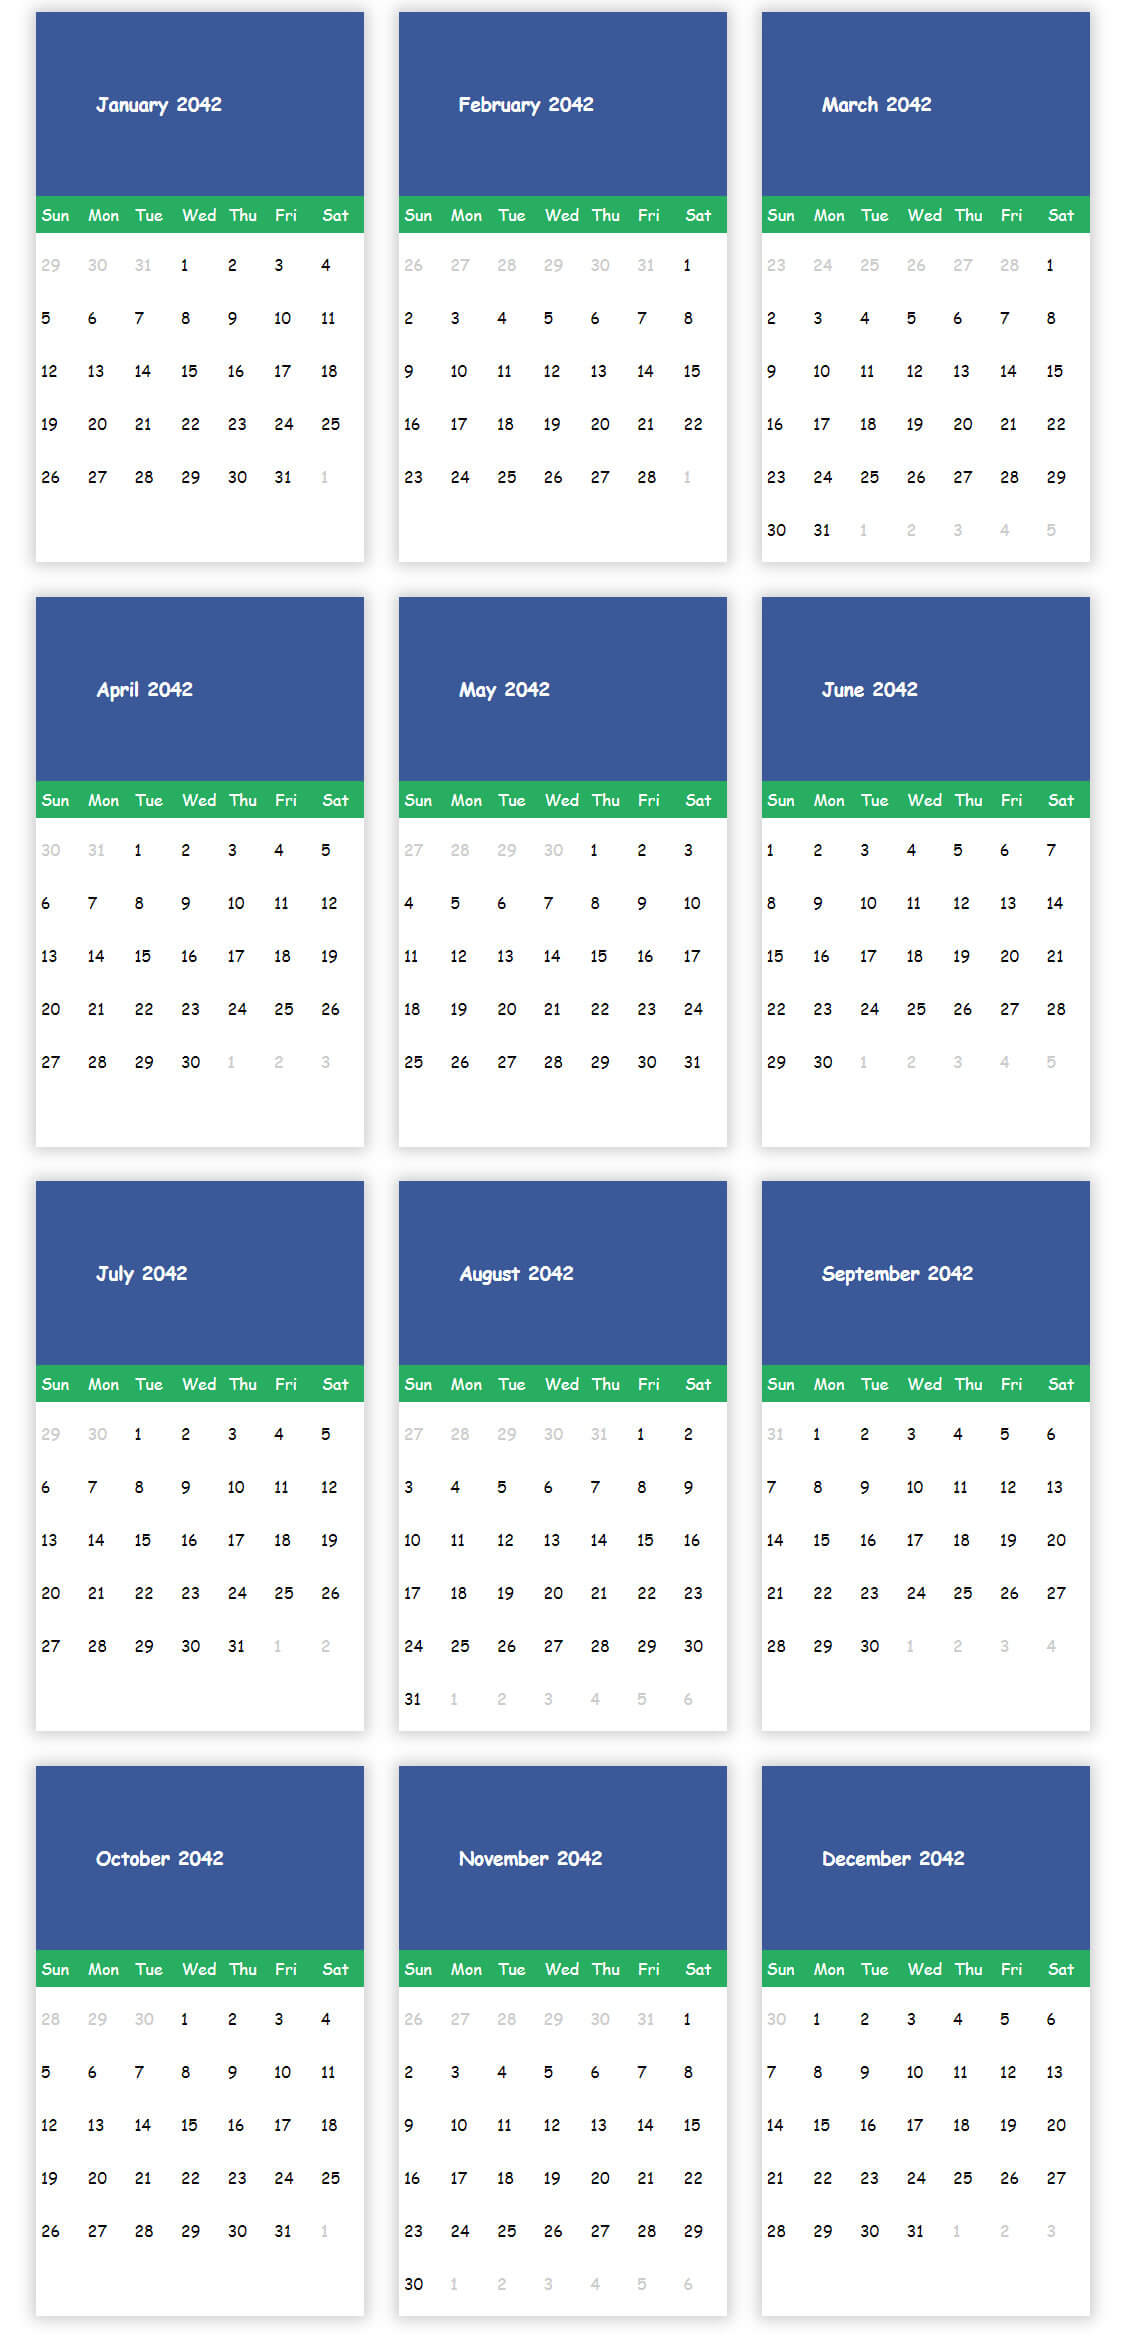 January 2042
Sun Mon Tue Wed Thu Fri Sat
29 30 31 1 2 3 4
5 6 7 8 9 10 11
12 13 14 15 16 17 18
19 20 21 22 23 24 25
26 27 28 29 30 31 1
February 2042
Sun Mon Tue Wed Thu Fri Sat
26 27 28 29 30 31 1
2 3 4 5 6 7 8
9 10 11 12 13 14 15
16 17 18 19 20 21 22
23 24 25 26 27 28 1
March 2042
Sun Mon Tue Wed Thu Fri Sat
23 24 25 26 27 28 1
2 3 4 5 6 7 8
9 10 11 12 13 14 15
16 17 18 19 20 21 22
23 24 25 26 27 28 29
30 31 1 2 3 4 5
April 2042
Sun Mon Tue Wed Thu Fri Sat
30 31 1 2 3 4 5
6 7 8 9 10 11 12
13 14 15 16 17 18 19
20 21 22 23 24 25 26
27 28 29 30 1 2 3
May 2042
Sun Mon Tue Wed Thu Fri Sat
27 28 29 30 1 2 3
4 5 6 7 8 9 10
11 12 13 14 15 16 17
18 19 20 21 22 23 24
25 26 27 28 29 30 31
June 2042
Sun Mon Tue Wed Thu Fri Sat
1 2 3 4 5 6 7
8 9 10 11 12 13 14
15 16 17 18 19 20 21
22 23 24 25 26 27 28
29 30 1 2 3 4 5
July 2042
Sun Mon Tue Wed Thu Fri Sat
29 30 1 2 3 4 5
6 7 8 9 10 11 12
13 14 15 16 17 18 19
20 21 22 23 24 25 26
27 28 29 30 31 1 2
August 2042
Sun Mon Tue Wed Thu Fri Sat
27 28 29 30 31 1 2
3 4 5 6 7 8 9
10 11 12 13 14 15 16
17 18 19 20 21 22 23
24 25 26 27 28 29 30
31 1 2 3 4 5 6
September 2042
Sun Mon Tue Wed Thu Fri Sat
31 1 2 3 4 5 6
7 8 9 10 11 12 13
14 15 16 17 18 19 20
21 22 23 24 25 26 27
28 29 30 1 2 3 4
October 2042
Sun Mon Tue Wed Thu Fri Sat
28 29 30 1 2 3 4
5 6 7 8 9 10 11
12 13 14 15 16 17 18
19 20 21 22 23 24 25
26 27 28 29 30 31 1
November 2042
Sun Mon Tue Wed Thu Fri Sat
26 27 28 29 30 31 1
2 3 4 5 6 7 8
9 10 11 12 13 14 15
16 17 18 19 20 21 22
23 24 25 26 27 28 29
30 1 2 3 4 5 6
December 2042
Sun Mon Tue Wed Thu Fri Sat
30 1 2 3 4 5 6
7 8 9 10 11 12 13
14 15 16 17 18 19 20
21 22 23 24 25 26 27
28 29 30 31 1 2 3